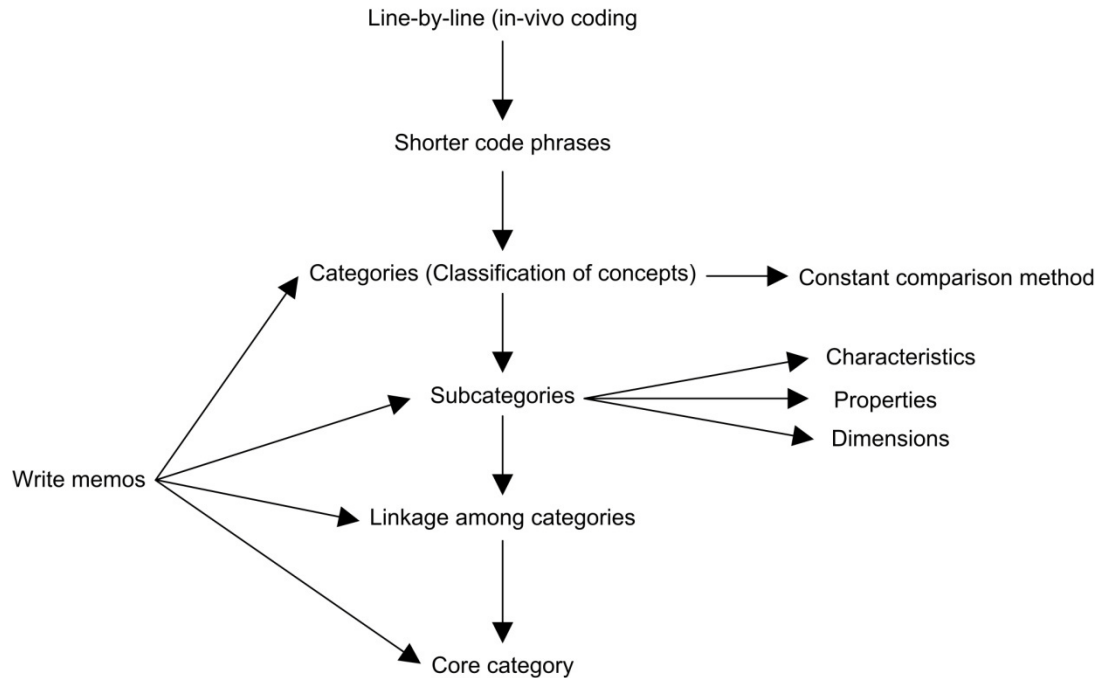 Line-by-line (in-vivo coding
Shorter code phrases
Categories (Classification of concepts)
Constant comparison method
Characteristics
Subcategories
Properties
Dimensions
Write memos
Linkage among categories
Core category